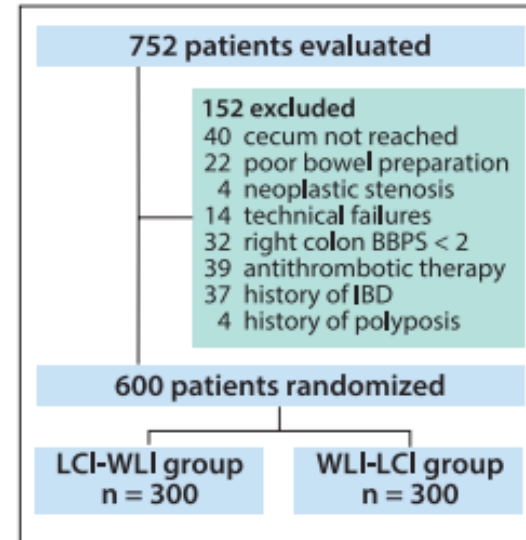 752 patients evaluated
152 excluded
40 cecum not reached
22 poor bowel preparation
4 neoplastic stenosis
14 technical failures
32 right colon BBPS < 2
39 antithrombotic therapy
37 history of IBD
4 history of polyposis
600 patients randomized
LCI-WLI group
n = 300
WLI-LCI group
n = 300